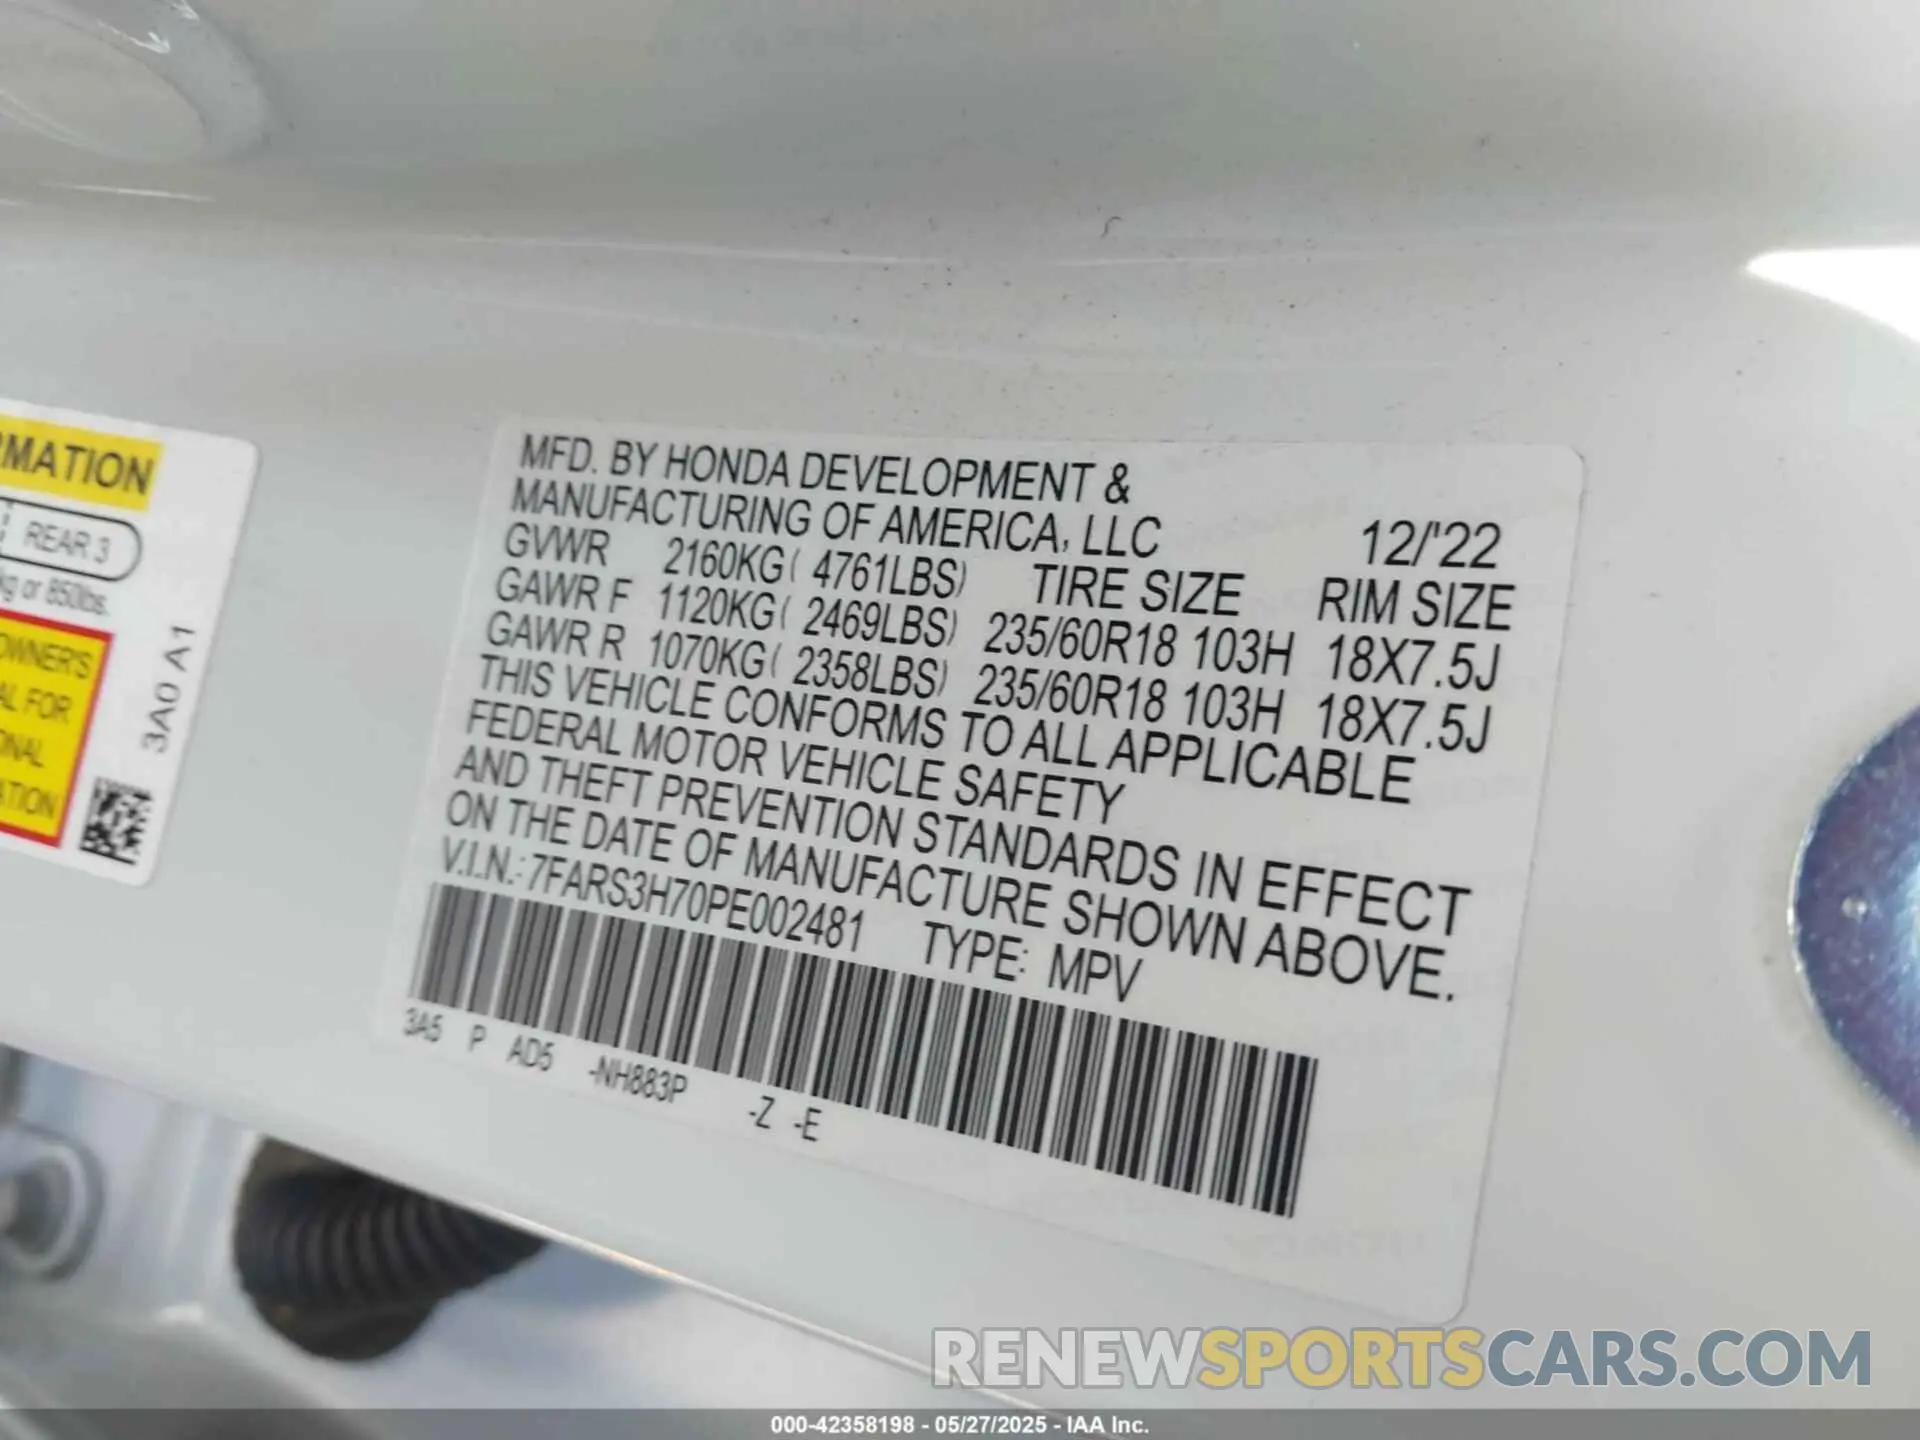 RMATION
REAR 3
kg or 850lbs.
OWNER'S
AL FOR
ONAL
ATION
3A0 A1
MFD. BY HONDA DEVELOPMENT &
MANUFACTURING OF AMERICA, LLC 12/'22
GVWR 2160KG( 4761LBS) TIRE SIZE RIM SIZE
GAWR F 1120KG( 2469LBS) 235/60R18 103H 18X7.5J
GAWR R 1070KG( 2358LBS) 235/60R18 103H 18X7.5J
THIS VEHICLE CONFORMS TO ALL APPLICABLE
FEDERAL MOTOR VEHICLE SAFETY
AND THEFT PREVENTION STANDARDS IN EFFECT
ON THE DATE OF MANUFACTURE SHOWN ABOVE.
V.I.N.: 7FARS3H70PE002481 TYPE: MPV
3A5 P AD5 -NH883P -Z -E
RENEWSPORTSCARS.COM
000-42358198 - 05/27/2025 - IAA Inc.